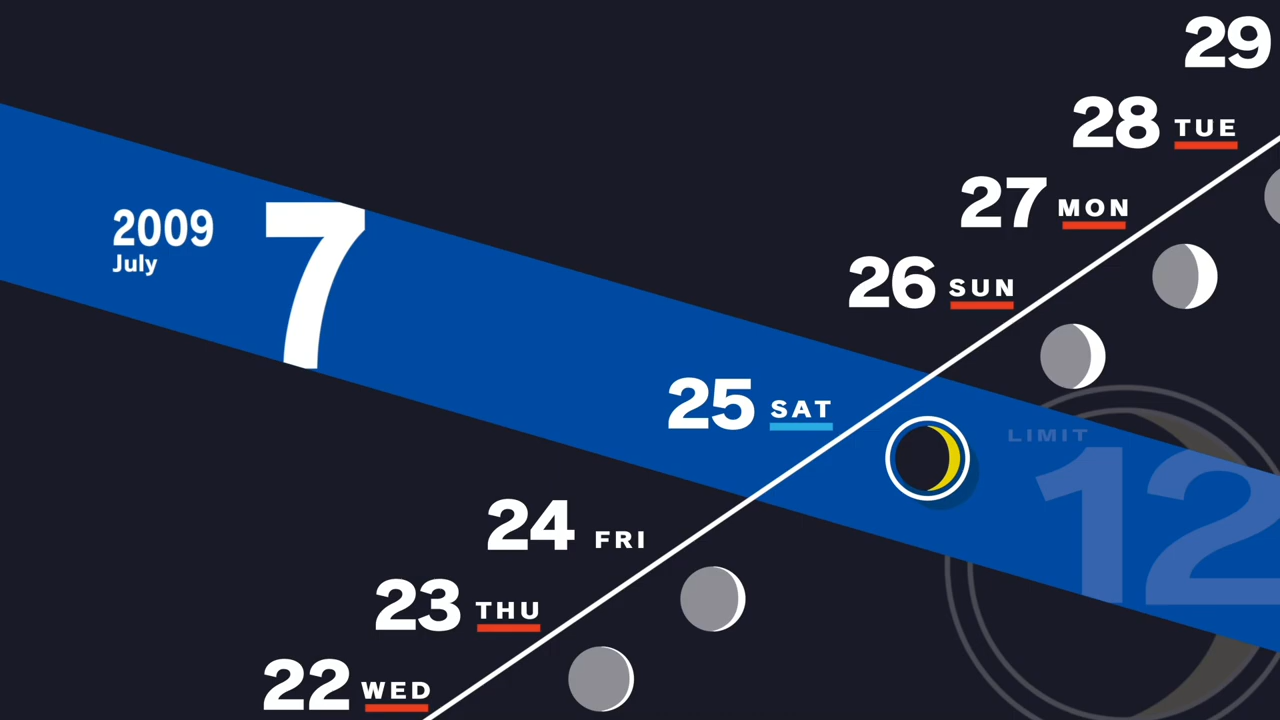 29
28 TUE
27 MON
2009
July
7
26 SUN
25 SAT
LIMIT
12
24 FRI
23 THU
22 WED